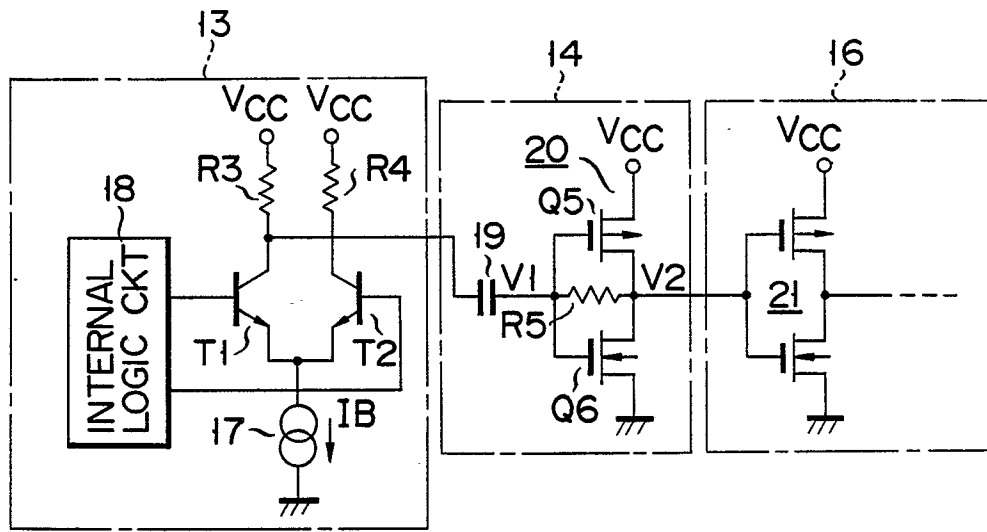 13
14
16
VCC VCC
VCC
VCC
R3
R4
20
Q5
18
INTERNAL
LOGIC CKT
19
V1
V2
R5
21
T1
T2
Q6
17
IB